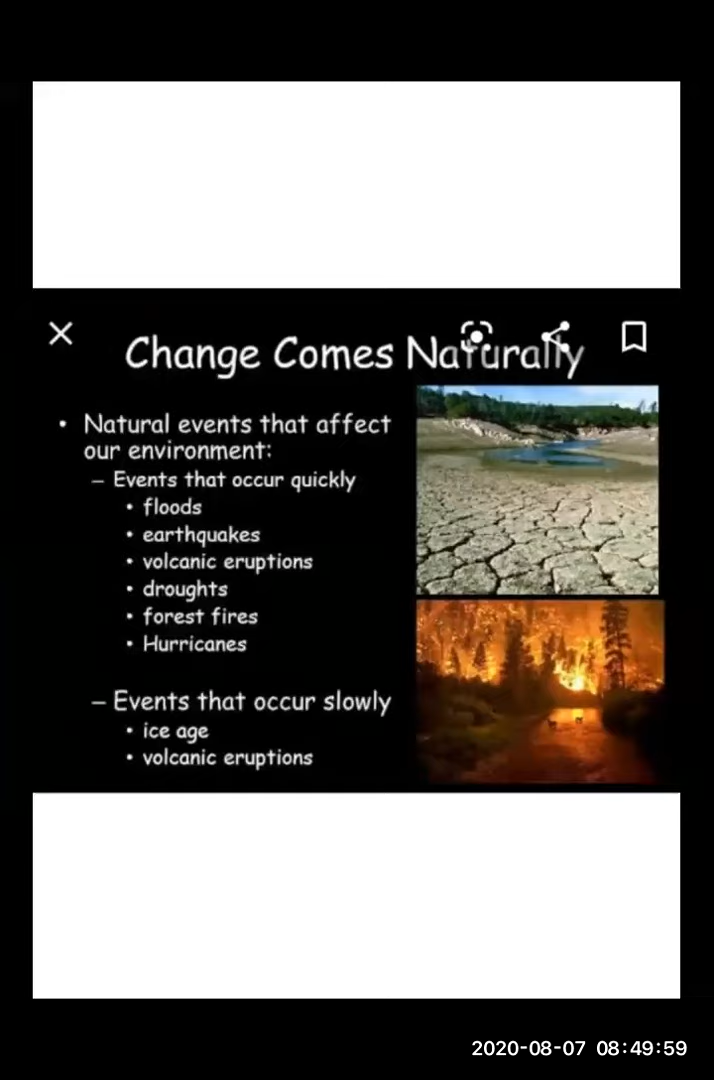 Change Comes Naturally
• Natural events that affect
our environment:
– Events that occur quickly
• floods
• earthquakes
• volcanic eruptions
• droughts
• forest fires
• Hurricanes
– Events that occur slowly
• ice age
• volcanic eruptions
2020-08-07 08:49:59